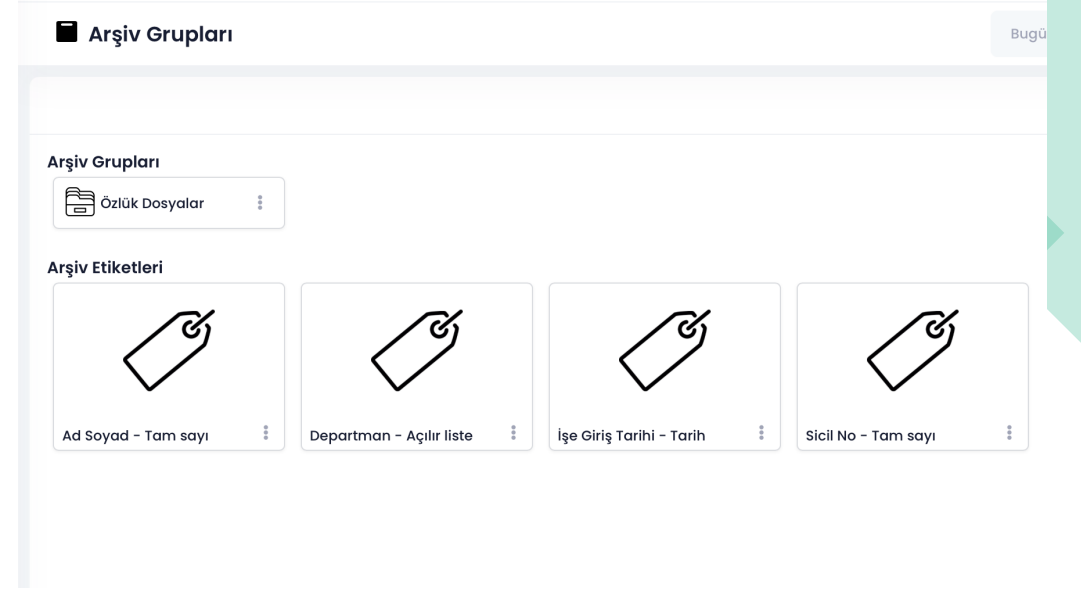 Arşiv Grupları
Arşiv Grupları
Özlük Dosyalar
Arşiv Etiketleri
Ad Soyad - Tam sayı
Departman - Açılır liste
İşe Giriş Tarihi - Tarih
Sicil No - Tam sayı